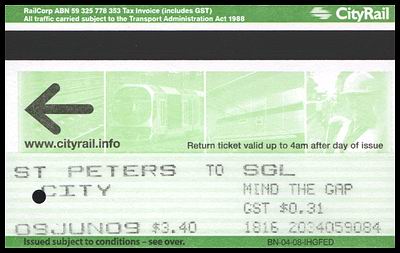 RailCorp ABN 59 325 778 353 Tax Invoice (includes GST)
All traffic carried subject to the Transport Administration Act 1988
CityRail
www.cityrail.info
Return ticket valid up to 4am after day of issue
ST PETERS TO SGL
CITY MIND THE GAP
GST $0.31
09JUN09 $3.40 1816 2034059084
Issued subject to conditions – see over. BN-04-08-IHGFED